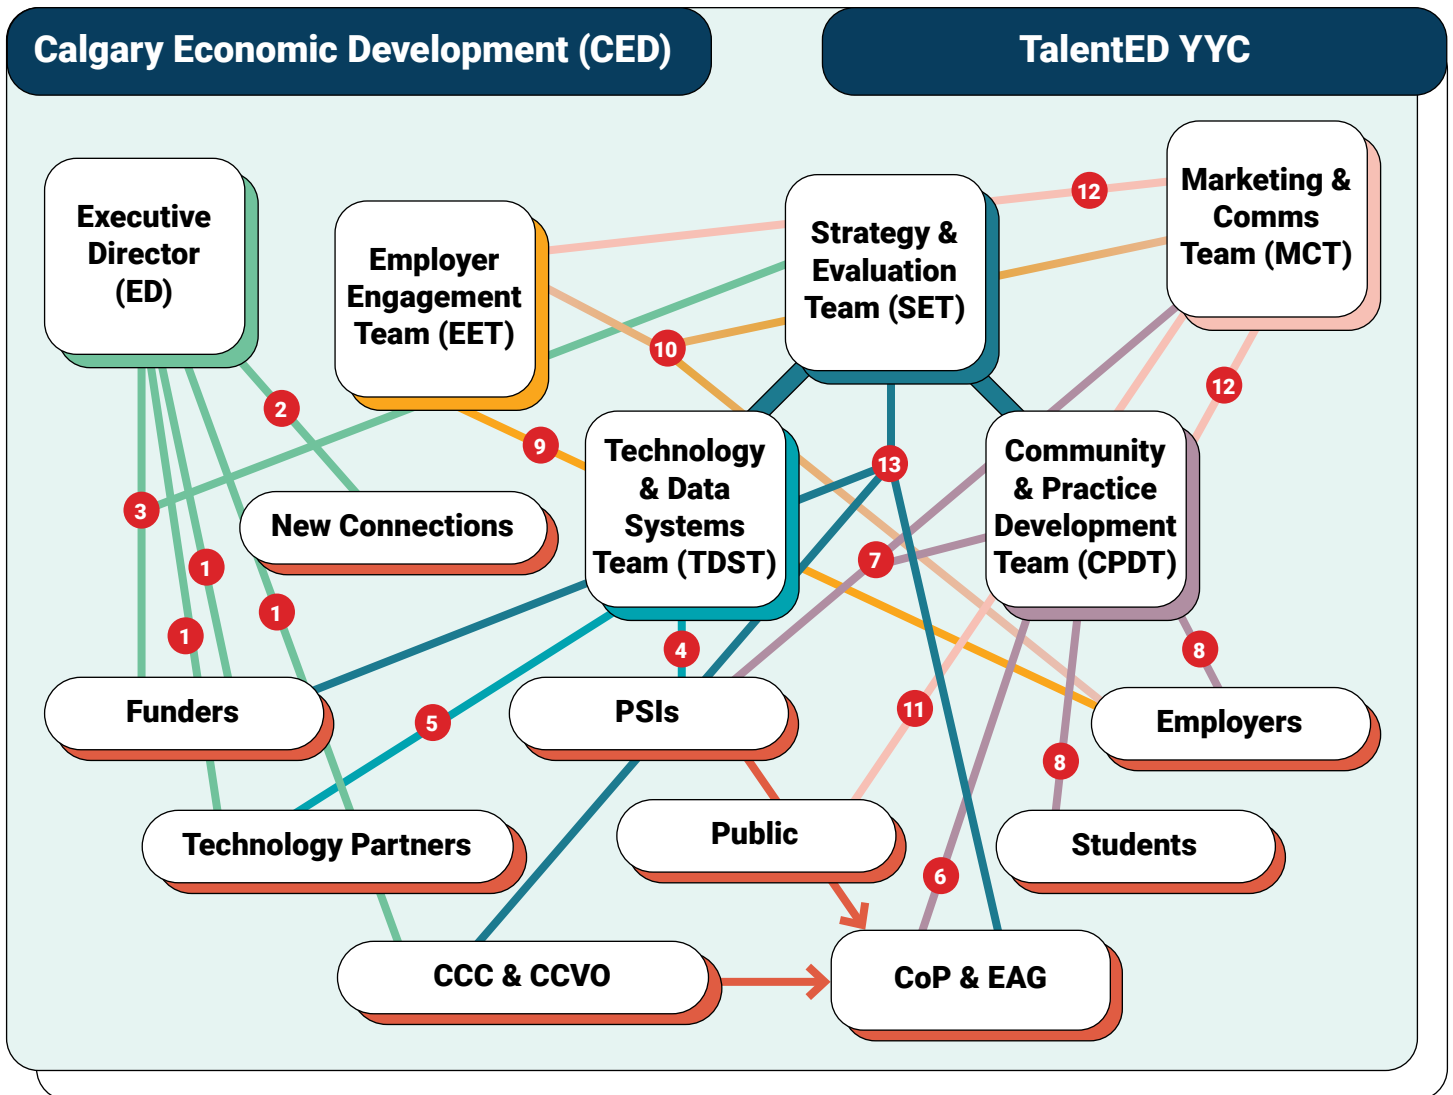 Calgary Economic Development (CED)
TalentED YYC
Executive
Director
(ED)
Employer
Engagement
Team (EET)
Strategy &
Evaluation
Team (SET)
Marketing &
Comms
Team (MCT)
12
10
2
12
9
Technology
& Data
Systems
Team (TDST)
13
Community
& Practice
Development
Team (CPDT)
3
New Connections
1
7
1
1
4
8
Funders
5
PSIs
11
Employers
8
Technology Partners
Public
Students
6
CCC & CCVO
CoP & EAG